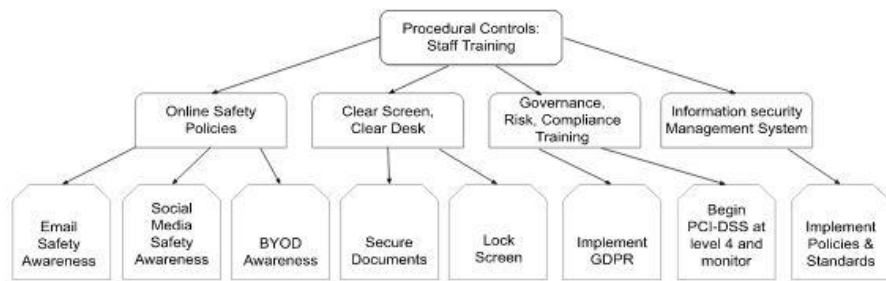 Procedural Controls:
Staff Training
Online Safety
Policies
Clear Screen,
Clear Desk
Governance,
Risk, Compliance
Training
Information security
Management System
Email
Safety
Awareness
Social
Media
Safety
Awareness
BYOD
Awareness
Secure
Documents
Lock
Screen
Implement
GDPR
Begin
PCI-DSS at
level 4 and
monitor
Implement
Policies &
Standards